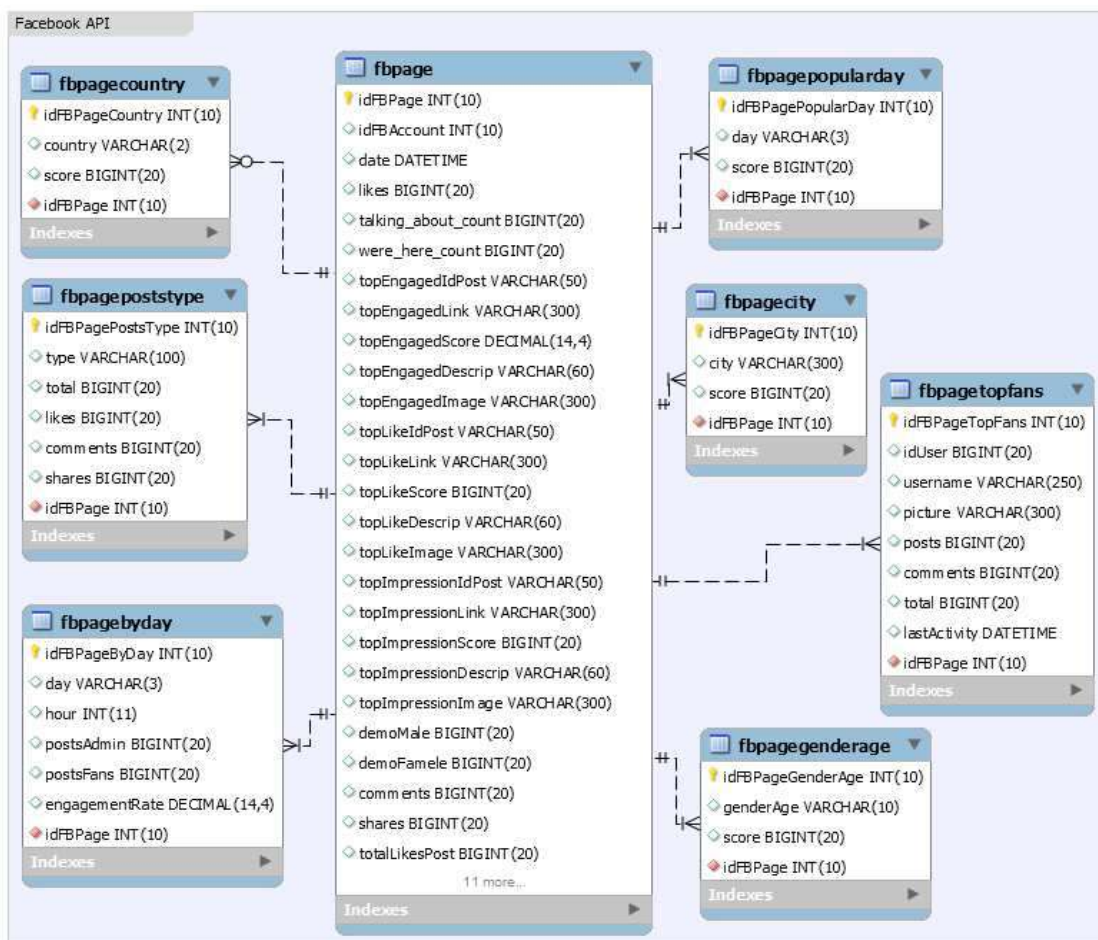 Facebook API
fbpagecountry
idFBPageCountry INT(10)
country VARCHAR(2)
score BIGINT(20)
idFBPage INT(10)
Indexes
fbpagepoststype
idFBPagePostsType INT(10)
type VARCHAR(100)
total BIGINT(20)
likes BIGINT(20)
comments BIGINT(20)
shares BIGINT(20)
idFBPage INT(10)
Indexes
fbpagebyday
idFBPageByDay INT(10)
day VARCHAR(3)
hour INT(11)
postsAdmin BIGINT(20)
postsFans BIGINT(20)
engagementRate DECIMAL(14,4)
idFBPage INT(10)
Indexes
fbpage
idFBPage INT(10)
idFBAccount INT(10)
date DATETIME
likes BIGINT(20)
talking_about_count BIGINT(20)
were_here_count BIGINT(20)
topEngagedIdPost VARCHAR(50)
topEngagedLink VARCHAR(300)
topEngagedScore DECIMAL(14,4)
topEngagedDescrip VARCHAR(60)
topEngagedImage VARCHAR(300)
topLikeIdPost VARCHAR(50)
topLikeLink VARCHAR(300)
topLikeScore BIGINT(20)
topLikeDescrip VARCHAR(60)
topLikeImage VARCHAR(300)
topImpressionIdPost VARCHAR(50)
topImpressionLink VARCHAR(300)
topImpressionScore BIGINT(20)
topImpressionDescrip VARCHAR(60)
topImpressionImage VARCHAR(300)
demoMale BIGINT(20)
demoFamele BIGINT(20)
comments BIGINT(20)
shares BIGINT(20)
totalLikesPost BIGINT(20)
11 more...
Indexes
fbpagepopularday
idFBPagePopularDay INT(10)
day VARCHAR(3)
score BIGINT(20)
idFBPage INT(10)
Indexes
fbpagecity
idFBPageCity INT(10)
city VARCHAR(300)
score BIGINT(20)
idFBPage INT(10)
Indexes
fbpagetopfans
idFBPageTopFans INT(10)
idUser BIGINT(20)
username VARCHAR(250)
picture VARCHAR(300)
posts BIGINT(20)
comments BIGINT(20)
total BIGINT(20)
lastActivity DATETIME
idFBPage INT(10)
Indexes
fbpagegenderage
idFBPageGenderAge INT(10)
genderAge VARCHAR(10)
score BIGINT(20)
idFBPage INT(10)
Indexes